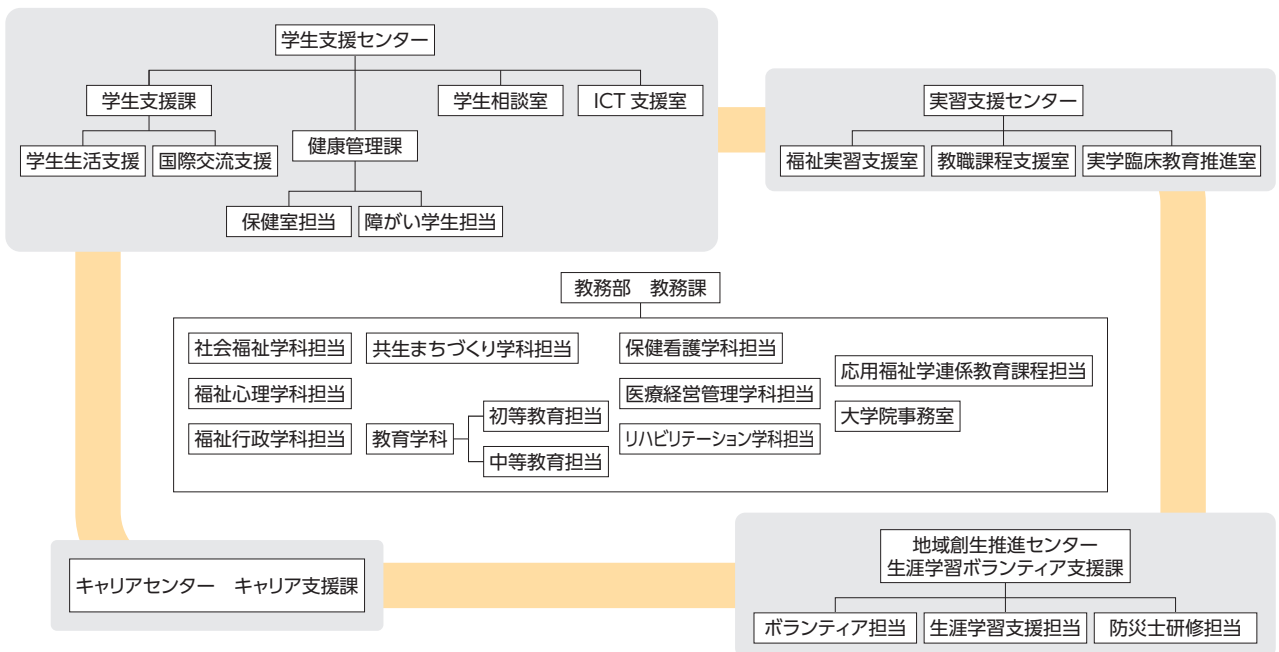 学生支援センター
学生支援課
学生相談室
ICT 支援室
学生生活支援
国際交流支援
健康管理課
保健室担当
障がい学生担当
実習支援センター
福祉実習支援室
教職課程支援室
実学臨床教育推進室
教務部　教務課
社会福祉学科担当
福祉心理学科担当
福祉行政学科担当
共生まちづくり学科担当
教育学科
初等教育担当
中等教育担当
保健看護学科担当
医療経営管理学科担当
リハビリテーション学科担当
応用福祉学連係教育課程担当
大学院事務室
キャリアセンター　キャリア支援課
地域創生推進センター
生涯学習ボランティア支援課
ボランティア担当
生涯学習支援担当
防災士研修担当